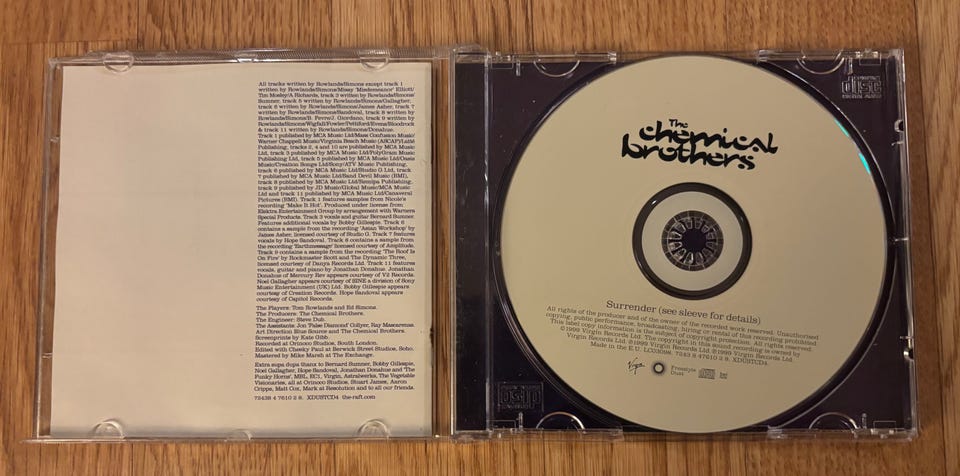 All tracks written by Rowlands/Simons except track 1
written by Rowlands/Simons/Missy 'Misdemeanor' Elliott/
Tim Mosley/A Richards, track 3 written by Rowlands/Simons/
Sumner, track 5 written by Rowlands/Simons/Gallagher,
track 6 written by Rowlands/Simons/James Asher, track 7
written by Rowlands/Simons/Sandoval, track 8 written by
Rowlands/Simons/B. Giordano, track 9 written by
Rowlands/Simons/Wigfall/Fowler/Pettiford/Evans/Bloodrock
& track 11 written by Rowlands/Simons/Donahue.
Track 1 published by MCA Music Ltd/Mass Confusion Music/
Warner Chappell Music/Virginia Beach Music (ASCAP)/
Publishing, tracks 2, 4 and 10 are published by MCA Music
Ltd, track 3 published by MCA Music Ltd/PolyGram Music
Publishing Ltd, track 5 published by MCA Music Ltd/Oasis
Music/Creation Songs Ltd/Sony/ATV Music Publishing,
track 6 published by MCA Music Ltd/Studio G Ltd, track
7 published by MCA Music Ltd/Sand Devil Music (BMI),
track 8 published by MCA Music Ltd/ Publishing,
track 9 published by JD Music/Global Music/MCA Music
Ltd and track 11 published by MCA Music Ltd/Canaveral
Pictures (BMI). Track 1 features samples from Nicole's
recording 'Make It Hot'. Produced under license from
Elektra Entertainment Group by arrangement with Warners
Special Products. Track 3 vocals and guitar Bernard Sumner.
Features additional vocals by Bobby Gillespie. Track 6
contains a sample from the recording 'Asian Workshop' by
James Asher, licensed courtesy of Studio G. Track 7 features
vocals by Hope Sandoval. Track 8 contains a sample from
the recording 'Earthmessage' licensed courtesy of Amplitude.
Track 9 contains a sample from the recording 'The Roof Is
On Fire' by Rockmaster Scott and The Dynamic Three,
licensed courtesy of Danya Records Ltd. Track 11 features
vocals, guitar and piano by Jonathan Donahue. Jonathan
Donahue of Mercury Rev appears courtesy of V2 Records.
Noel Gallagher appears courtesy of SINE a division of Sony
Music Entertainment (UK) Ltd. Bobby Gillespie appears
courtesy of Creation Records. Hope Sandoval appears
courtesy of Capitol Records.
The Players: Tom Rowlands and Ed Simons.
The Producers: The Chemical Brothers.
The Engineer: Steve Dub.
The Assistants: Jon 'False Diamond' Collyer, Ray Mascarenas.
Art Direction Blue Source and The Chemical Brothers.
Screenprints by Kate Gibb.
Recorded at Orinoco Studios, South London.
Edited with Cheeky Paul at Berwick Street Studios, Soho.
Mastered by Mike Marsh at The Exchange.
Extra supa dupa thanx to Bernard Sumner, Bobby Gillespie,
Noel Gallagher, Hope Sandoval, Jonathan Donahue and 'The
Funky Horns', MBL, EC1, Virgin, Astralwerks, The Vegetable
Visionaries, all at Orinoco Studios, Stuart James, Aaron
Cripps, Matt Cox, Mark at Resolution and to all our friends.
72438 4 7610 2 8. XDUSTCD4 the-raft.com
The
chemical
brothers
Surrender (see sleeve for details)
All rights of the producer and of the owner of the recorded work reserved. Unauthorised
copying, public performance, broadcasting, hiring or rental of this recording prohibited.
This label copy information is the subject of copyright protection. All rights reserved.
©1999 Virgin Records Ltd. The copyright in this sound recording is owned by
Virgin Records Ltd. ℗1999 Virgin Records Ltd. ©1999 Virgin Records Ltd.
Made in the E.U. LC03098. 7243 8 47610 2 8. XDUSTCD4.
Virgin
Freestyle
Dust
COMPACT
disc
DIGITAL AUDIO
disc